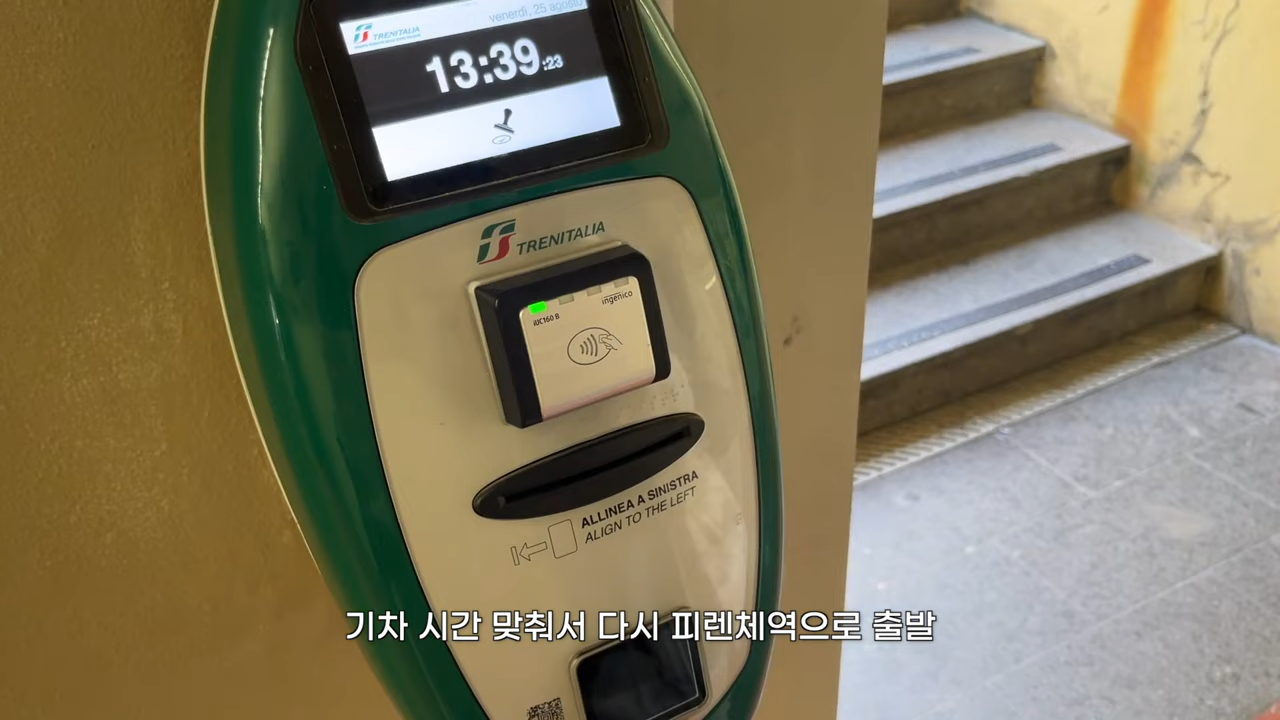 TRENITALIA
venerdì, 25 agosto
13:39:23
TRENITALIA
ingenico
iUC160 B
ALLINEA A SINISTRA
ALIGN TO THE LEFT
기차 시간 맞춰서 다시 피렌체역으로 출발